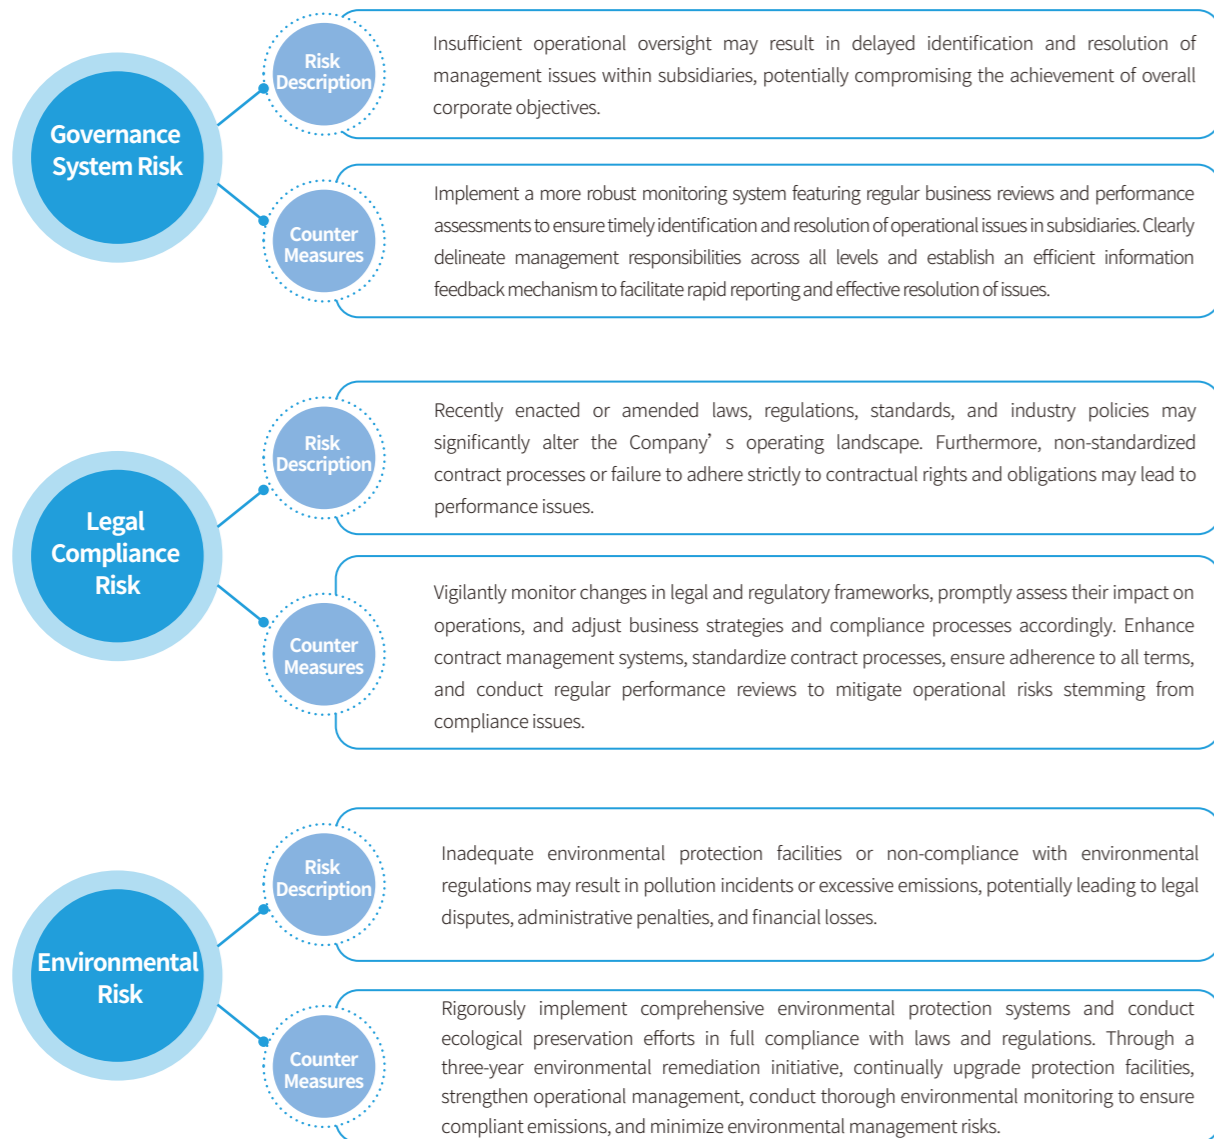 Governance
System Risk
Risk
Description
Insufficient operational oversight may result in delayed identification and resolution of
management issues within subsidiaries, potentially compromising the achievement of overall
corporate objectives.
Counter
Measures
Implement a more robust monitoring system featuring regular business reviews and performance
assessments to ensure timely identification and resolution of operational issues in subsidiaries. Clearly
delineate management responsibilities across all levels and establish an efficient information
feedback mechanism to facilitate rapid reporting and effective resolution of issues.
Legal
Compliance
Risk
Risk
Description
Recently enacted or amended laws, regulations, standards, and industry policies may
significantly alter the Company’ s operating landscape. Furthermore, non-standardized
contract processes or failure to adhere strictly to contractual rights and obligations may lead to
performance issues.
Counter
Measures
Vigilantly monitor changes in legal and regulatory frameworks, promptly assess their impact on
operations, and adjust business strategies and compliance processes accordingly. Enhance
contract management systems, standardize contract processes, ensure adherence to all terms,
and conduct regular performance reviews to mitigate operational risks stemming from
compliance issues.
Environmental
Risk
Risk
Description
Inadequate environmental protection facilities or non-compliance with environmental
regulations may result in pollution incidents or excessive emissions, potentially leading to legal
disputes, administrative penalties, and financial losses.
Counter
Measures
Rigorously implement comprehensive environmental protection systems and conduct
ecological preservation efforts in full compliance with laws and regulations. Through a
three-year environmental remediation initiative, continually upgrade protection facilities,
strengthen operational management, conduct thorough environmental monitoring to ensure
compliant emissions, and minimize environmental management risks.